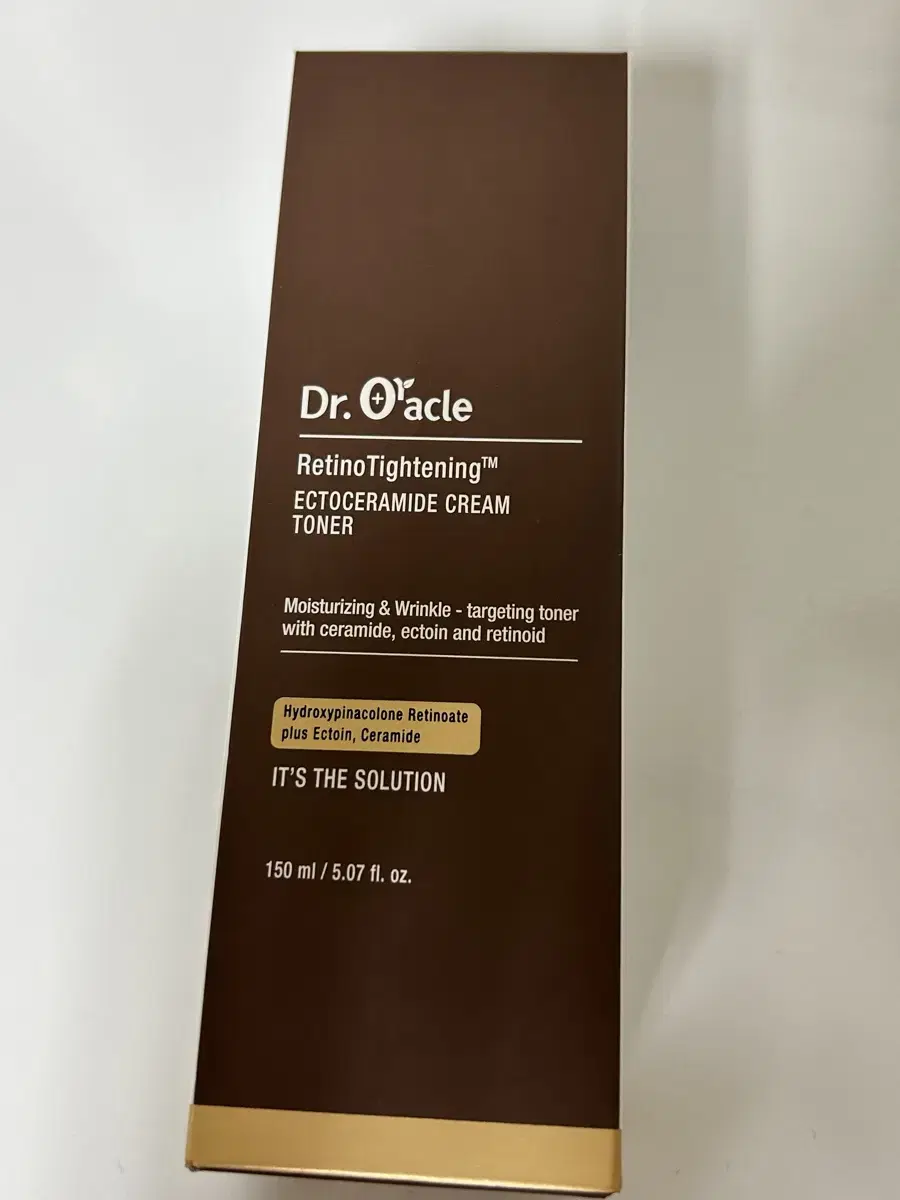 Dr. Oracle
RetinoTightening™
ECTOCERAMIDE CREAM
TONER
Moisturizing & Wrinkle - targeting toner
with ceramide, ectoin and retinoid
Hydroxypinacolone Retinoate
plus Ectoin, Ceramide
IT'S THE SOLUTION
150 ml / 5.07 fl. oz.